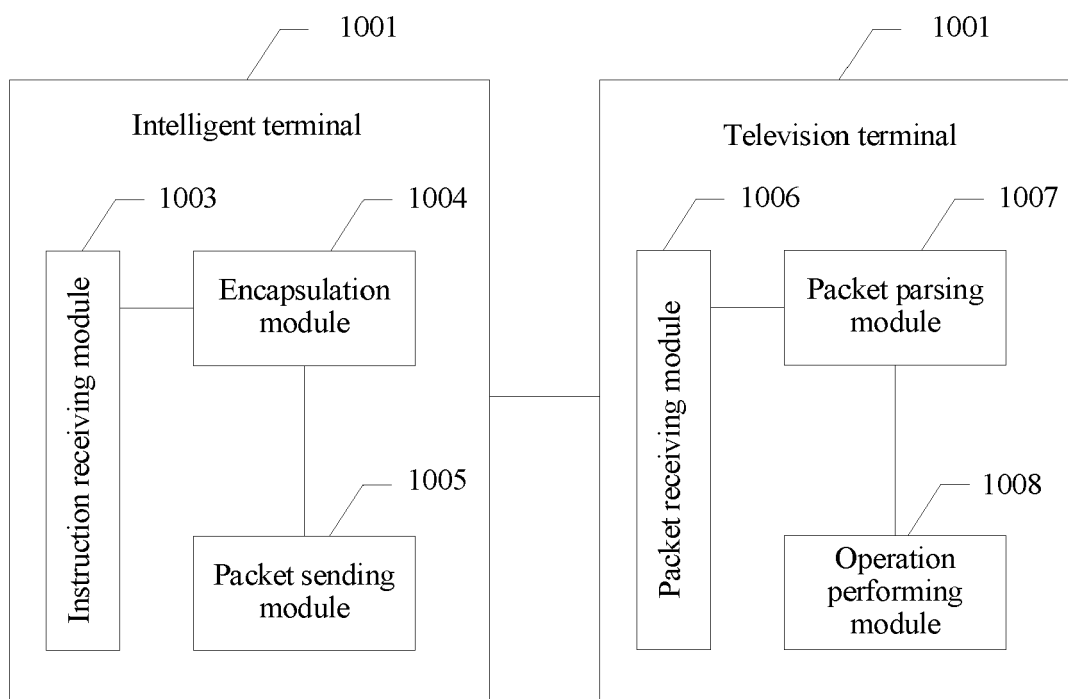 1001
1001
Intelligent terminal
Television terminal
1003
1004
1006
1007
Instruction receiving module
Encapsulation
module
Packet receiving module
Packet parsing
module
1005
1008
Packet sending
module
Operation
performing
module